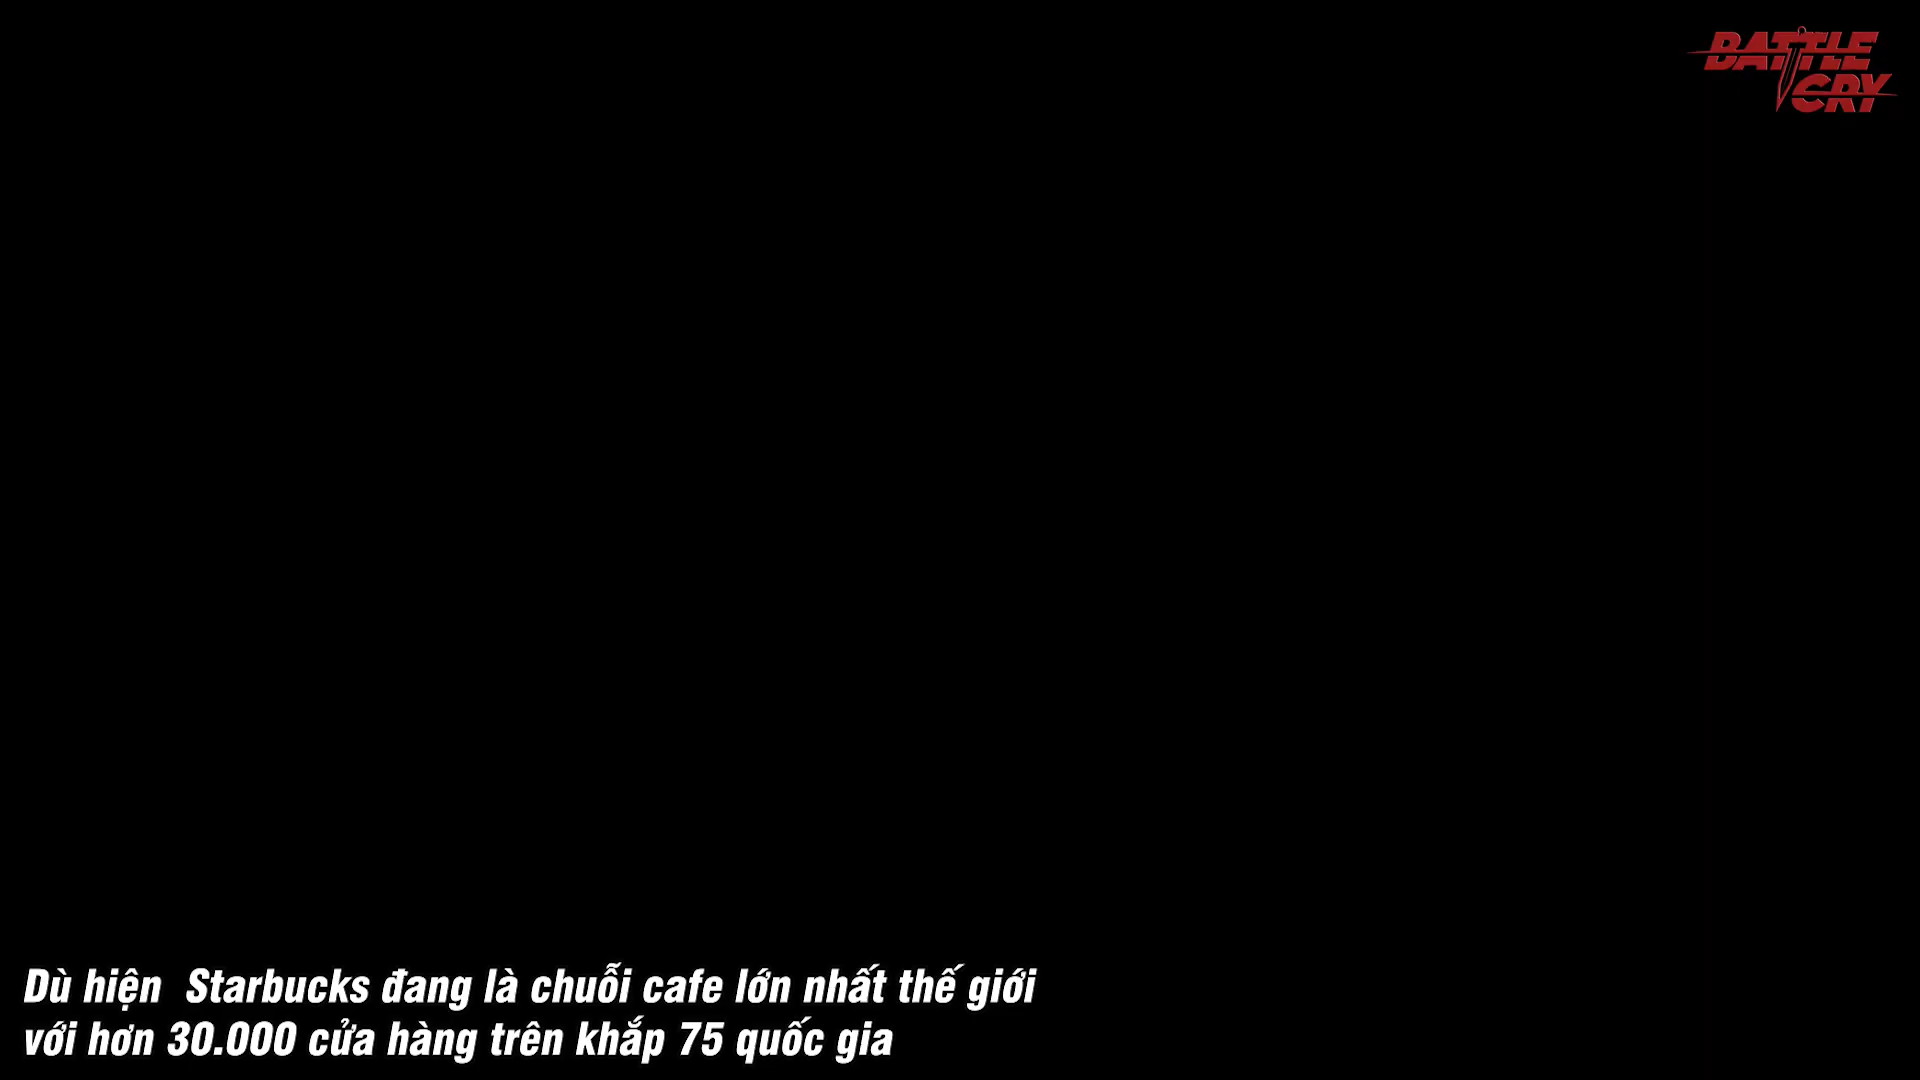 BATTLE
CRY
Dù hiện  Starbucks đang là chuỗi cafe lớn nhất thế giới
với hơn 30.000 cửa hàng trên khắp 75 quốc gia